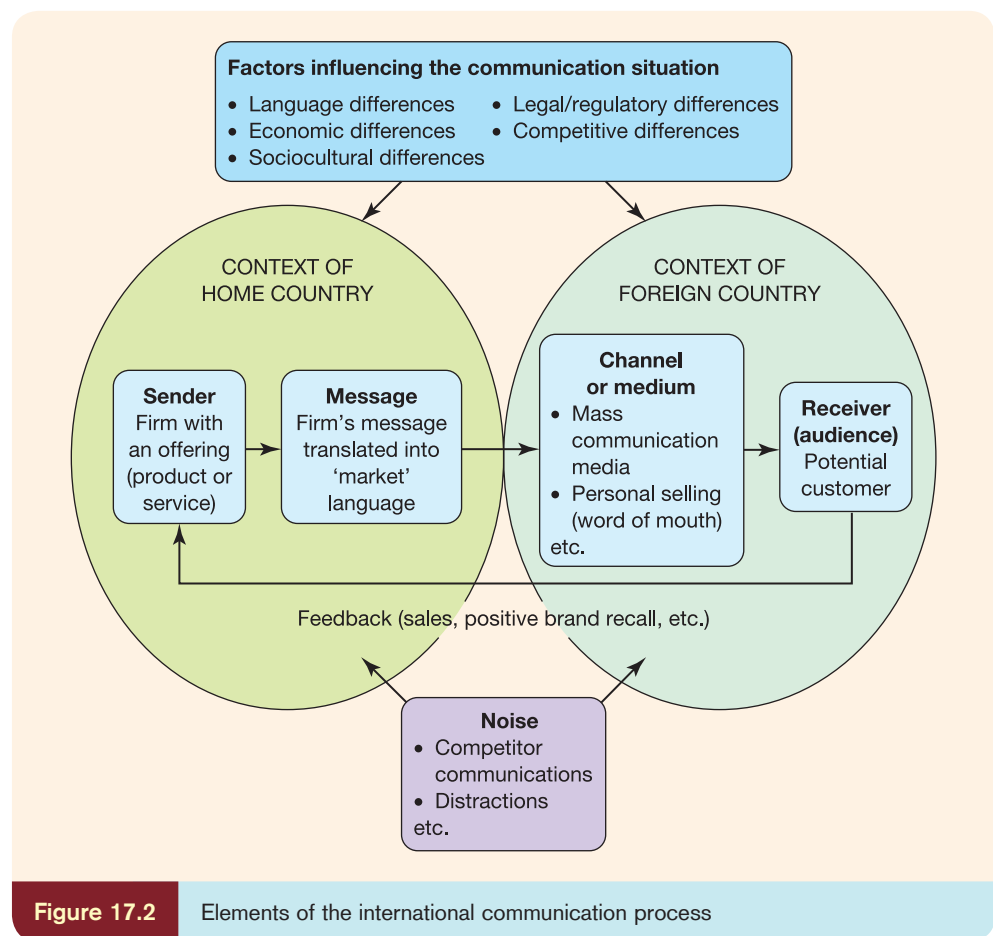 Factors influencing the communication situation
• Language differences
• Economic differences
• Sociocultural differences
• Legal/regulatory differences
• Competitive differences
CONTEXT OF
HOME COUNTRY
CONTEXT OF
FOREIGN COUNTRY
Sender
Firm with
an offering
(product or
service)
Message
Firm’s message
translated into
‘market’
language
Channel
or medium
• Mass
communication
media
• Personal selling
(word of mouth)
etc.
Receiver
(audience)
Potential
customer
Feedback (sales, positive brand recall, etc.)
Noise
• Competitor
communications
• Distractions
etc.
Figure 17.2
Elements of the international communication process